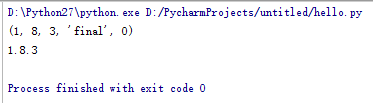 D:\Python27\python.exe D:/PycharmProjects/untitled/hello.py
(1, 8, 3, 'final', 0)
1.8.3
Process finished with exit code 0